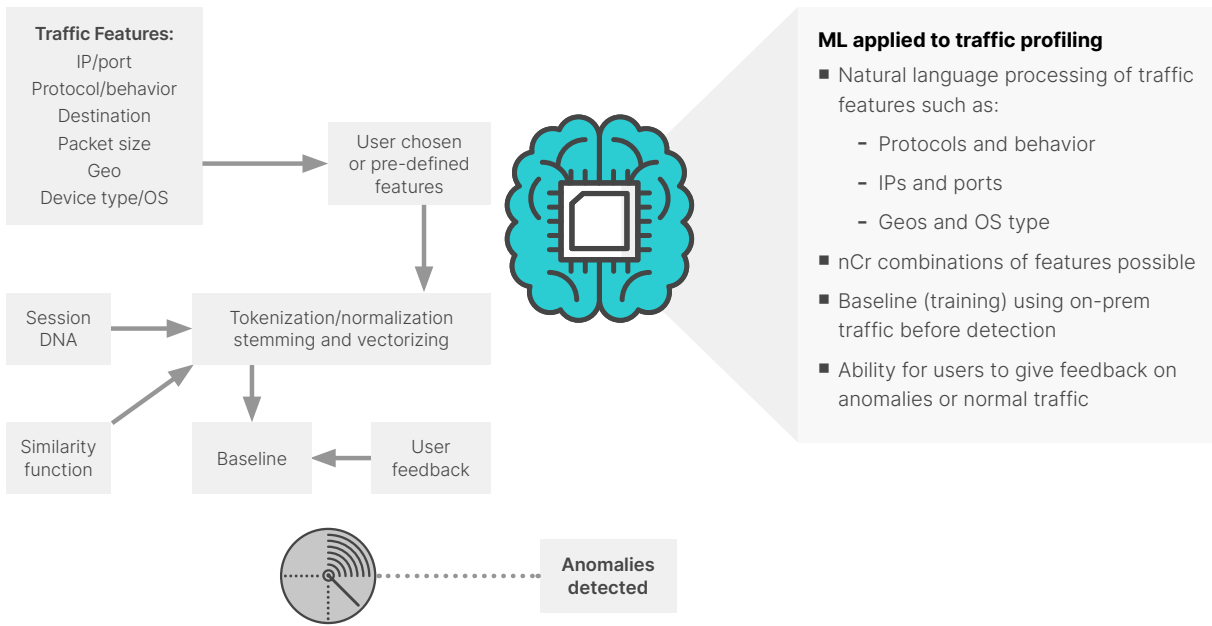 Traffic Features:
IP/port
Protocol/behavior
Destination
Packet size
Geo
Device type/OS
User chosen
or pre-defined
features
Session
DNA
Tokenization/normalization
stemming and vectorizing
Similarity
function
Baseline
User
feedback
Anomalies
detected
ML applied to traffic profiling
■ Natural language processing of traffic
features such as:
- Protocols and behavior
- IPs and ports
- Geos and OS type
■ nCr combinations of features possible
■ Baseline (training) using on-prem
traffic before detection
■ Ability for users to give feedback on
anomalies or normal traffic